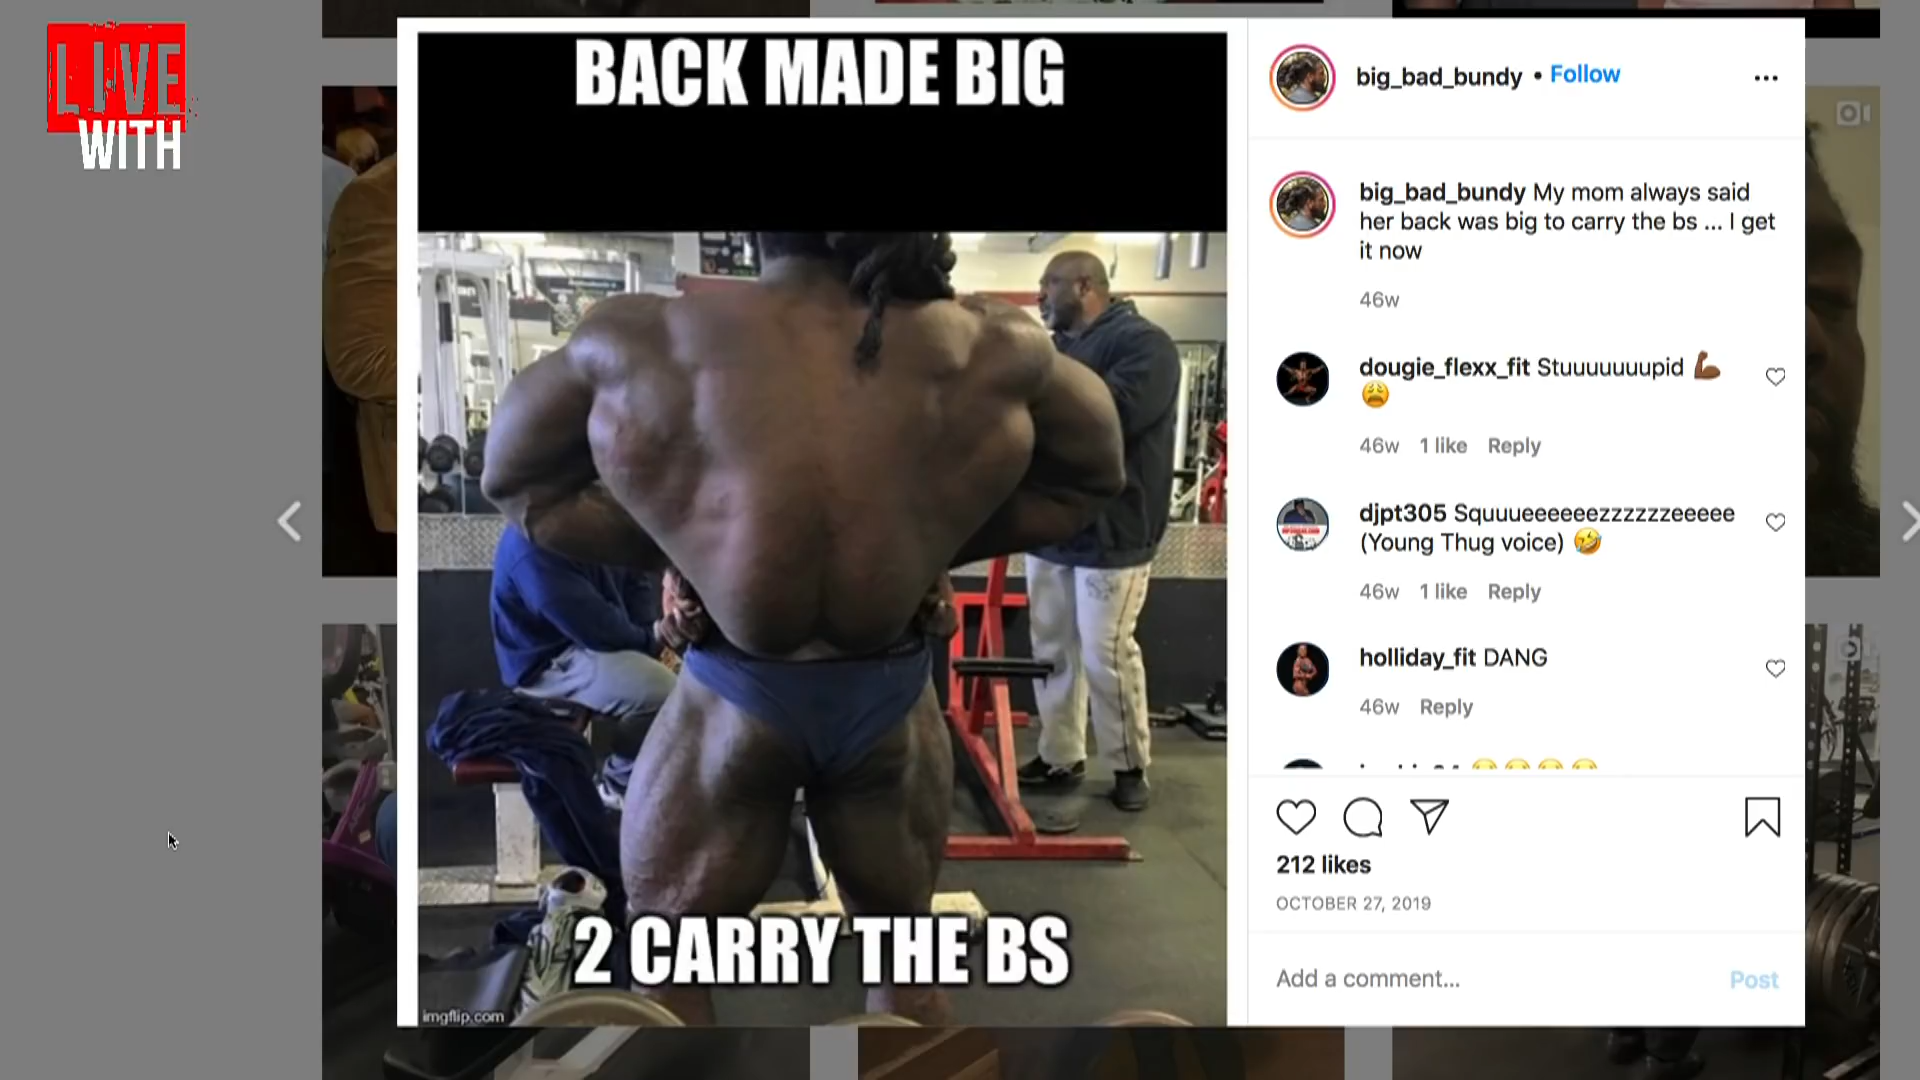 LIVE
WITH
BACK MADE BIG
2 CARRY THE BS
imgflip.com
big_bad_bundy • Follow
big_bad_bundy My mom always said
her back was big to carry the bs ... I get
it now
46w
dougie_flexx_fit Stuuuuuuupid 💪🏾
😩
46w 1 like Reply
djpt305 Squuueeeeeezzzzzzeeeee
(Young Thug voice) 🤣
46w 1 like Reply
holliday_fit DANG
46w Reply
212 likes
OCTOBER 27, 2019
Add a comment... Post